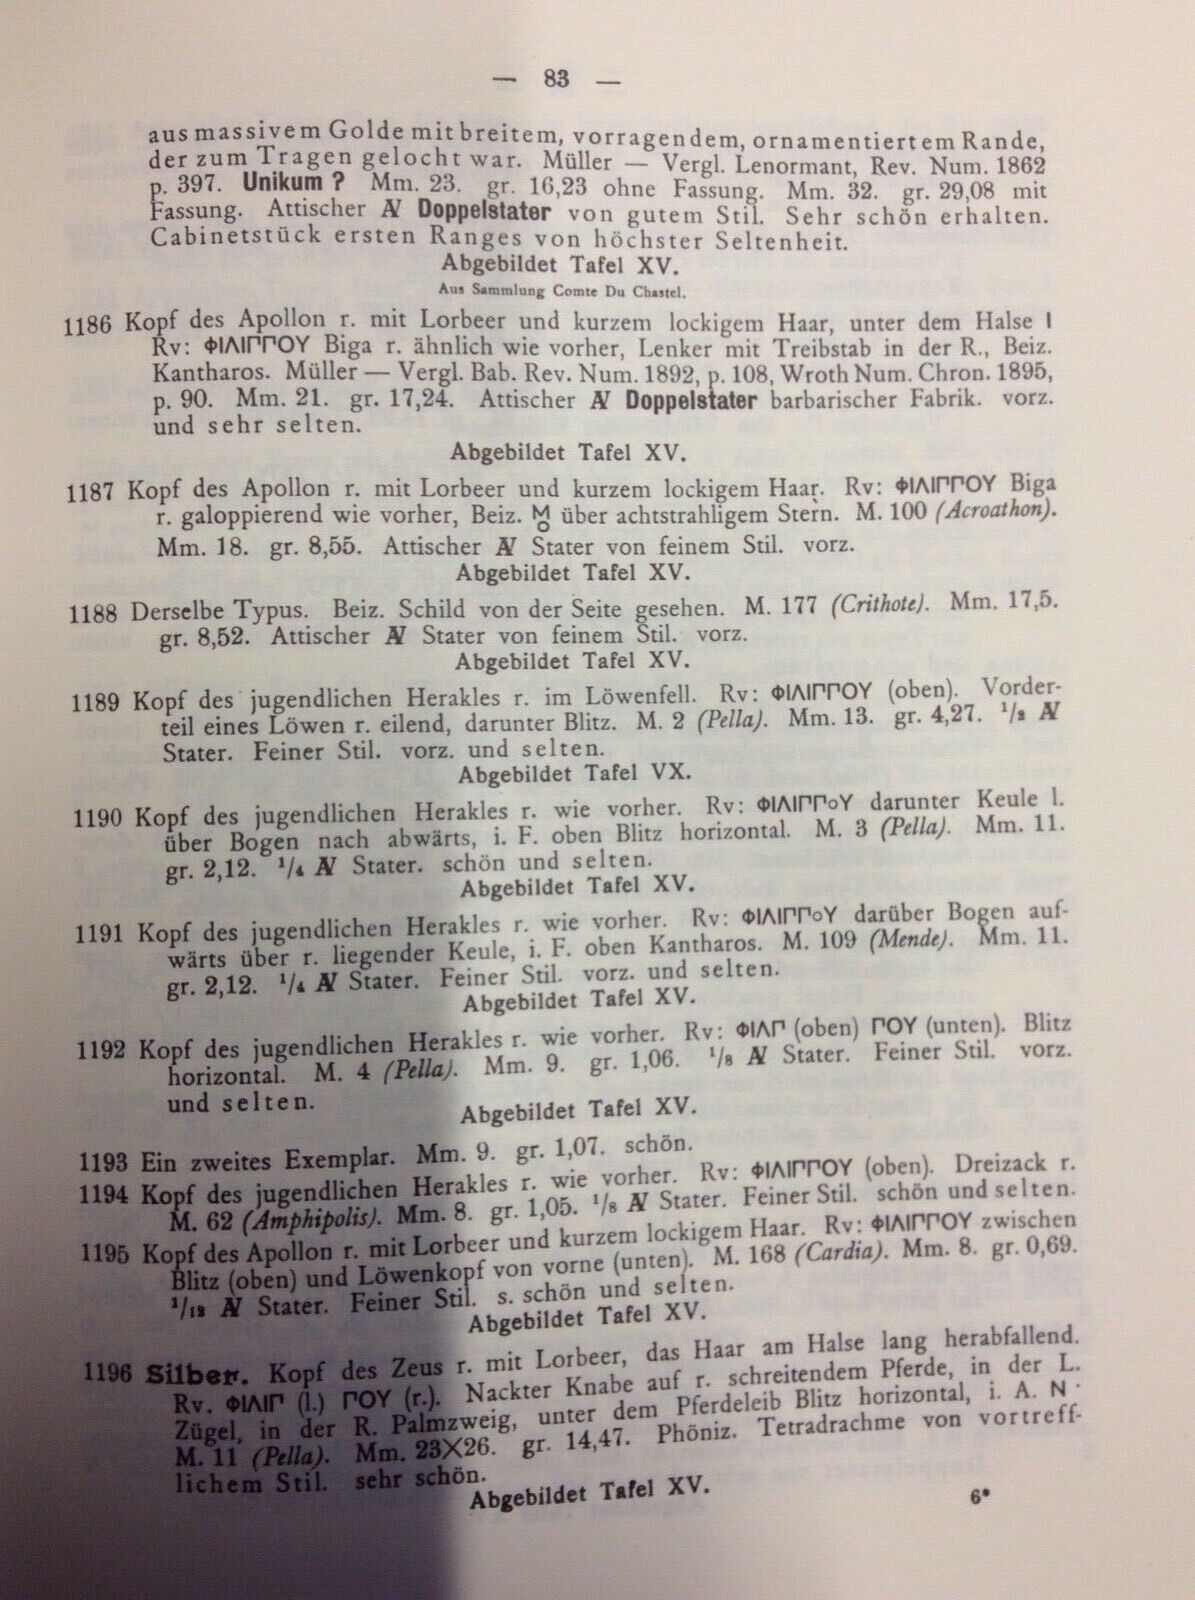 — 83 —
aus massivem Golde mit breitem, vorragendem, ornamentiertem Rande,
der zum Tragen gelocht war. Müller — Vergl. Lenormant, Rev. Num. 1862
p. 397. Unikum? Mm. 23. gr. 16,23 ohne Fassung. Mm. 32. gr. 29,08 mit
Fassung. Attischer AV Doppelstater von gutem Stil. Sehr schön erhalten.
Cabinetstück ersten Ranges von höchster Seltenheit.
Abgebildet Tafel XV.
Aus Sammlung Comte Du Chastel.
1186 Kopf des Apollon r. mit Lorbeer und kurzem lockigem Haar, unter dem Halse I
Rv: ΦΙΛΙΓΓΟΥ Biga r. ähnlich wie vorher, Lenker mit Treibstab in der R., Beiz.
Kantharos. Müller — Vergl. Bab. Rev. Num. 1892, p. 108, Wroth Num. Chron. 1895,
p. 90. Mm. 21. gr. 17,24. Attischer AV Doppelstater barbarischer Fabrik. vorz.
und sehr selten.
Abgebildet Tafel XV.
1187 Kopf des Apollon r. mit Lorbeer und kurzem lockigem Haar. Rv: ΦΙΛΙΓΓΟΥ Biga
r. galoppierend wie vorher, Beiz. über achtstrahligem Stern. M. 100 (Acroathon).
Mm. 18. gr. 8,55. Attischer AV Stater von feinem Stil. vorz.
Abgebildet Tafel XV.
1188 Derselbe Typus. Beiz. Schild von der Seite gesehen. M. 177 (Crithote). Mm. 17,5.
gr. 8,52. Attischer AV Stater von feinem Stil. vorz.
Abgebildet Tafel XV.
1189 Kopf des jugendlichen Herakles r. im Löwenfell. Rv: ΦΙΛΙΓΓΟΥ (oben). Vorder-
teil eines Löwen r. eilend, darunter Blitz. M. 2 (Pella). Mm. 13. gr. 4,27. 1/2 AV
Stater. Feiner Stil. vorz. und selten.
Abgebildet Tafel VX.
1190 Kopf des jugendlichen Herakles r. wie vorher. Rv: ΦΙΛΙΓΓοΥ darunter Keule l.
über Bogen nach abwärts, i. F. oben Blitz horizontal. M. 3 (Pella). Mm. 11.
gr. 2,12. 1/4 AV Stater. schön und selten.
Abgebildet Tafel XV.
1191 Kopf des jugendlichen Herakles r. wie vorher. Rv: ΦΙΛΙΓΓοΥ darüber Bogen auf-
wärts über r. liegender Keule, i. F. oben Kantharos. M. 109 (Mende). Mm. 11.
gr. 2,12. 1/4 AV Stater. Feiner Stil. vorz. und selten.
Abgebildet Tafel XV.
1192 Kopf des jugendlichen Herakles r. wie vorher. Rv: ΦΙΛΓ (oben) ΓΟΥ (unten). Blitz
horizontal. M. 4 (Pella). Mm. 9. gr. 1,06. 1/8 AV Stater. Feiner Stil. vorz.
und selten.
Abgebildet Tafel XV.
1193 Ein zweites Exemplar. Mm. 9. gr. 1,07. schön.
1194 Kopf des jugendlichen Herakles r. wie vorher. Rv: ΦΙΛΙΓΓΟΥ (oben). Dreizack r.
M. 62 (Amphipolis). Mm. 8. gr. 1,05. 1/8 AV Stater. Feiner Stil. schön und selten.
1195 Kopf des Apollon r. mit Lorbeer und kurzem lockigem Haar. Rv: ΦΙΛΙΓΓΟΥ zwischen
Blitz (oben) und Löwenkopf von vorne (unten). M. 168 (Cardia). Mm. 8. gr. 0,69.
1/12 AV Stater. Feiner Stil. s. schön und selten.
Abgebildet Tafel XV.
1196 Silber. Kopf des Zeus r. mit Lorbeer, das Haar am Halse lang herabfallend.
Rv. ΦΙΛΙΓ (l.) ΓΟΥ (r.). Nackter Knabe auf r. schreitendem Pferde, in der L.
Zügel, in der R. Palmzweig, unter dem Pferdeleib Blitz horizontal, i. A. N
M. 11 (Pella). Mm. 23X26. gr. 14,47. Phöniz. Tetradrachme von vortreff-
lichem Stil. sehr schön.
Abgebildet Tafel XV.
6*